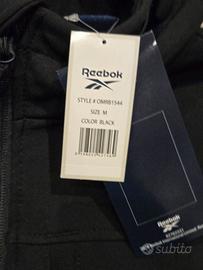 Reebok
STYLE # OMRB1544
SIZE M
COLOR BLACK
Reebok
subito